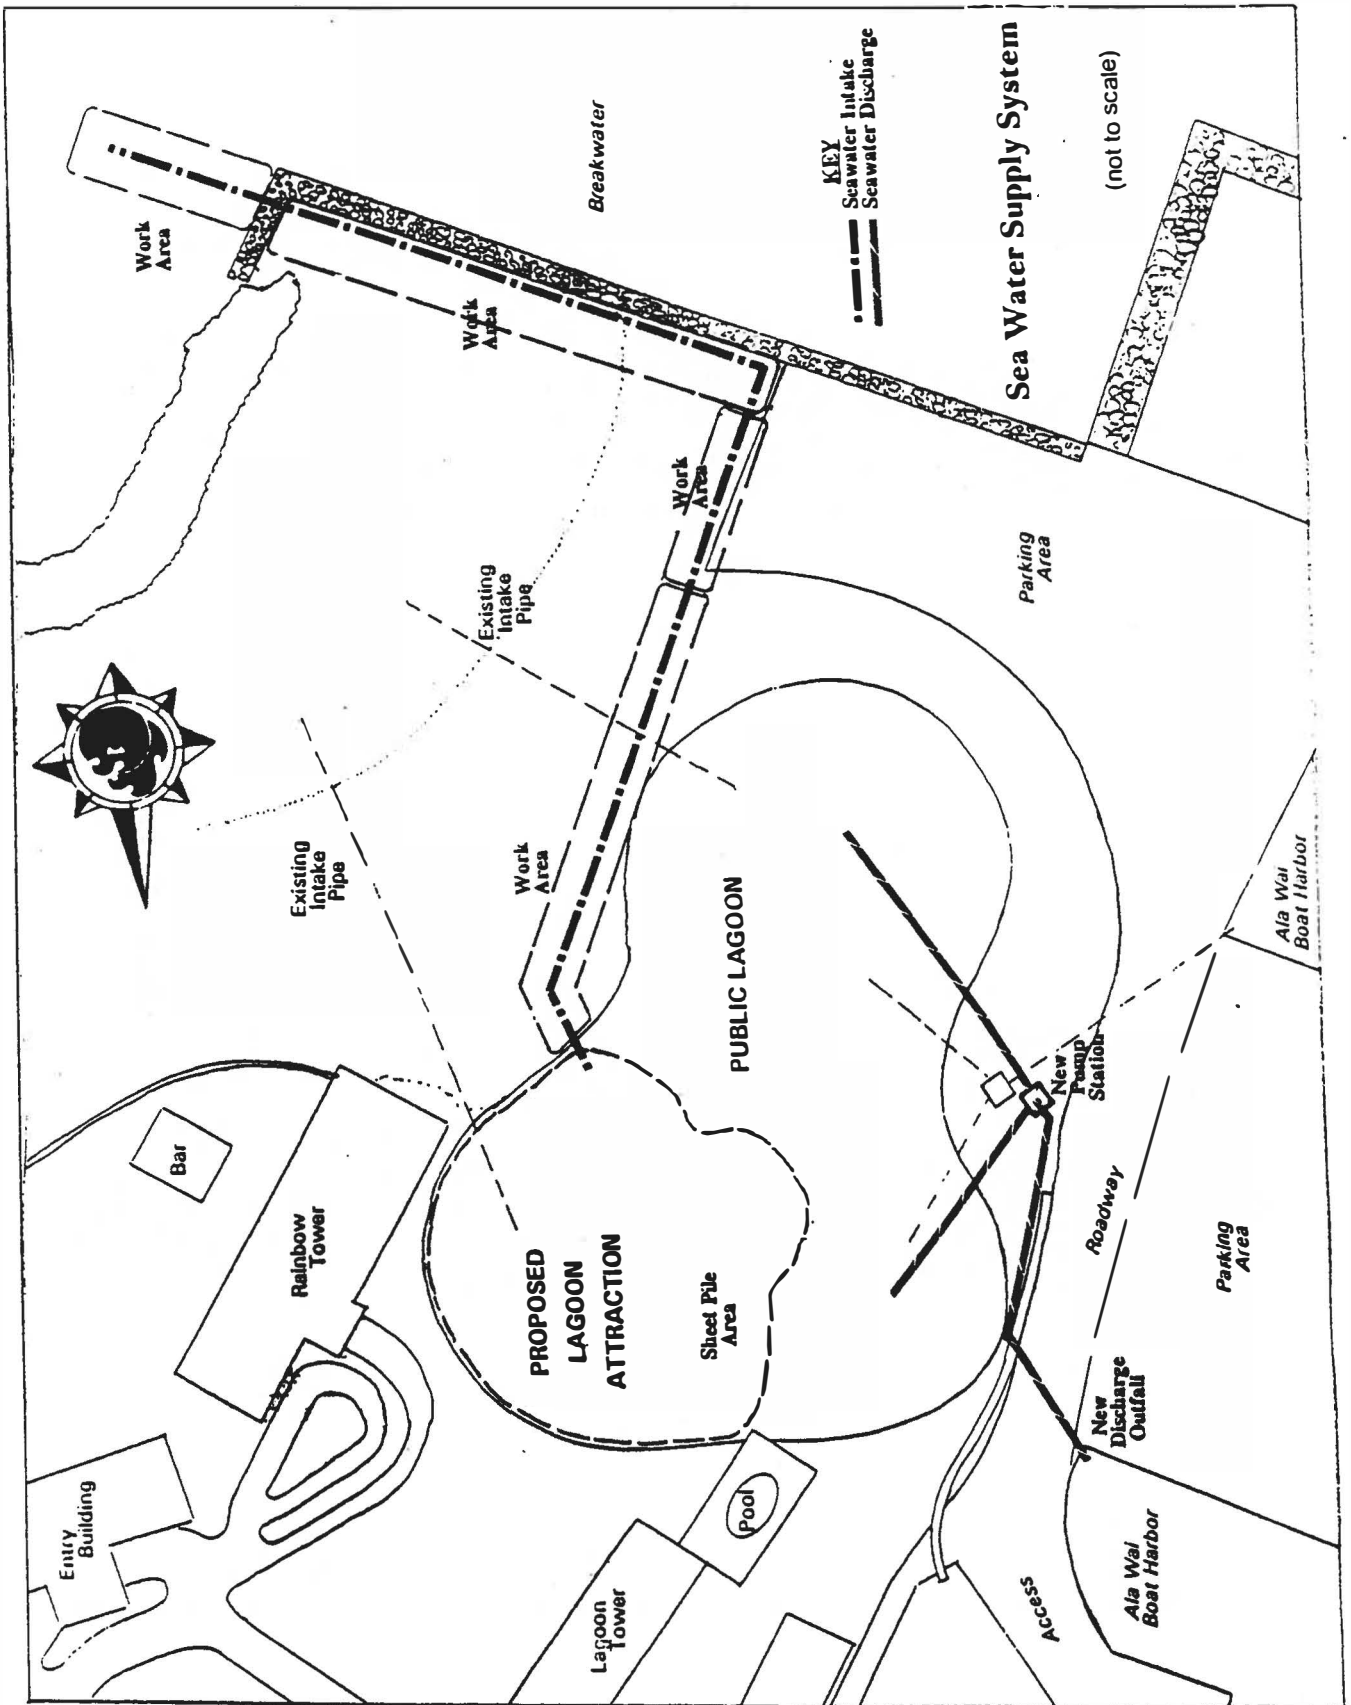 Entry
Building
Bar
Rainbow
Tower
Lagoon
Tower
Pool
PROPOSED
LAGOON
ATTRACTION
Sheet Pile
Area
Existing
Intake
Pipe
Existing
Intake
Pipe
Work
Area
Work
Area
Work
Area
Work
Area
Breakwater
PUBLIC LAGOON
New
Pump
Station
New
Discharge
Outfall
Access
Ala Wai
Boat Harbor
Roadway
Parking
Area
Ala Wai
Boat Harbor
Parking
Area
KEY
Seawater Intake
Seawater Discharge
Sea Water Supply System
(not to scale)